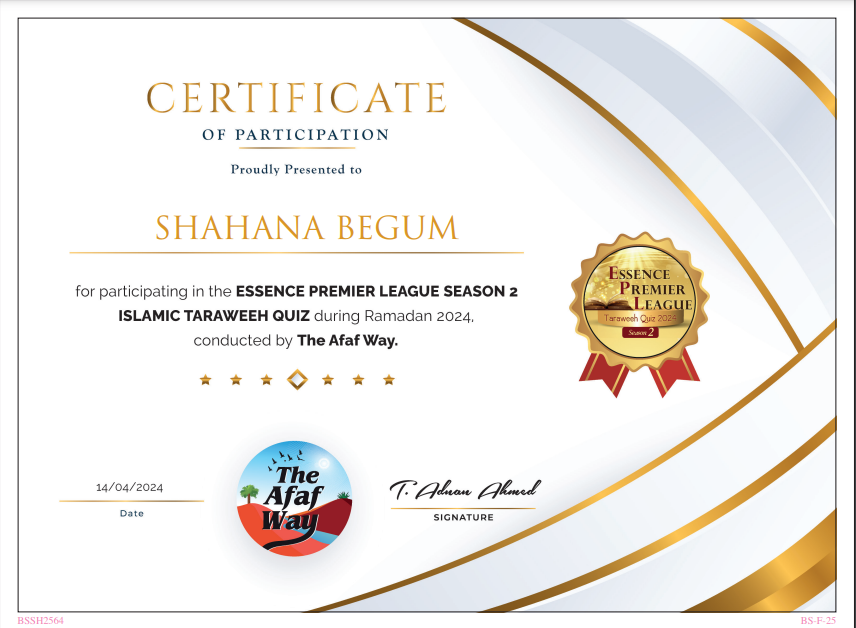 CERTIFICATE
OF PARTICIPATION
Proudly Presented to
SHAHANA BEGUM
for participating in the ESSENCE PREMIER LEAGUE SEASON 2
ISLAMIC TARAWEEH QUIZ during Ramadan 2024,
conducted by The Afaf Way.
ESSENCE
PREMIER
LEAGUE
Taraweeh Quiz 2024
Season 2
14/04/2024
Date
The
Afaf
Way
T. Adnan Ahmed
SIGNATURE
BSSH2564
BS-F-25